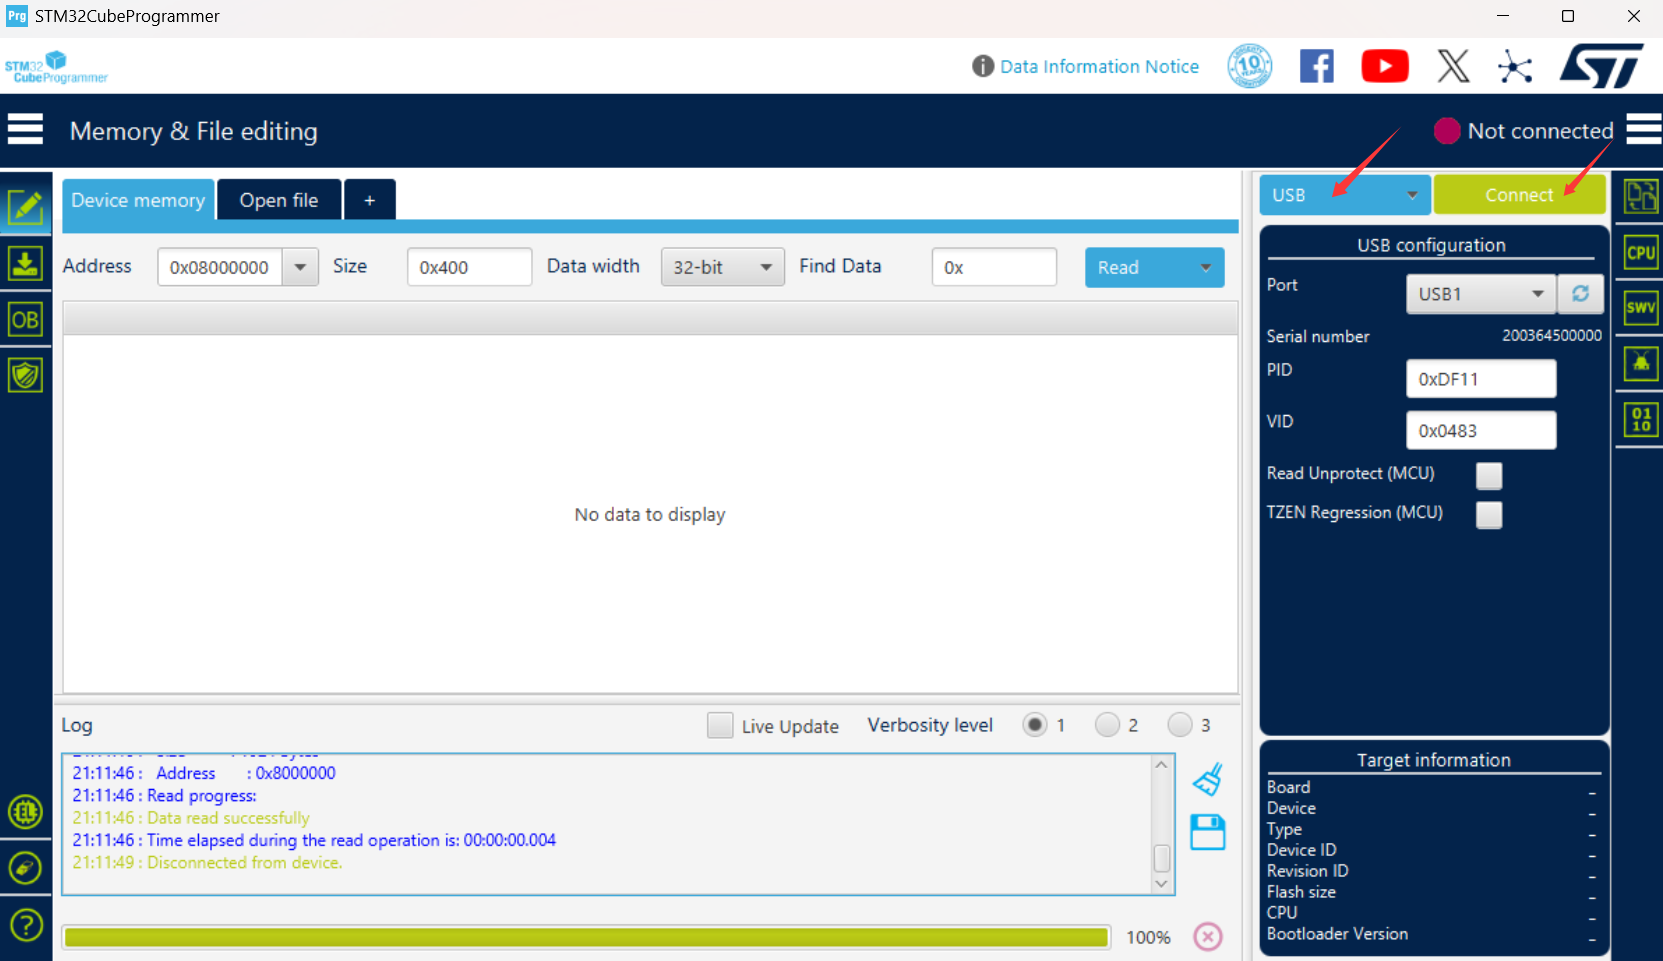 Prg STM32CubeProgrammer
STM32
CubeProgrammer
Data Information Notice
10
Memory & File editing
Not connected
Device memory
Open file
+
USB
Connect
Address
0x08000000
Size
0x400
Data width
32-bit
Find Data
0x
Read
USB configuration
Port
USB1
Serial number
200364500000
PID
0xDF11
VID
0x0483
Read Unprotect (MCU)
TZEN Regression (MCU)
OB
CPU
SWV
01
10
No data to display
Log
Live Update
Verbosity level
1
2
3
21:11:46 : Address : 0x8000000
21:11:46 : Read progress:
21:11:46 : Data read successfully
21:11:46 : Time elapsed during the read operation is: 00:00:00.004
21:11:49 : Disconnected from device.
100%
Target information
Board -
Device -
Type -
Device ID -
Revision ID -
Flash size -
CPU -
Bootloader Version -
EL
?